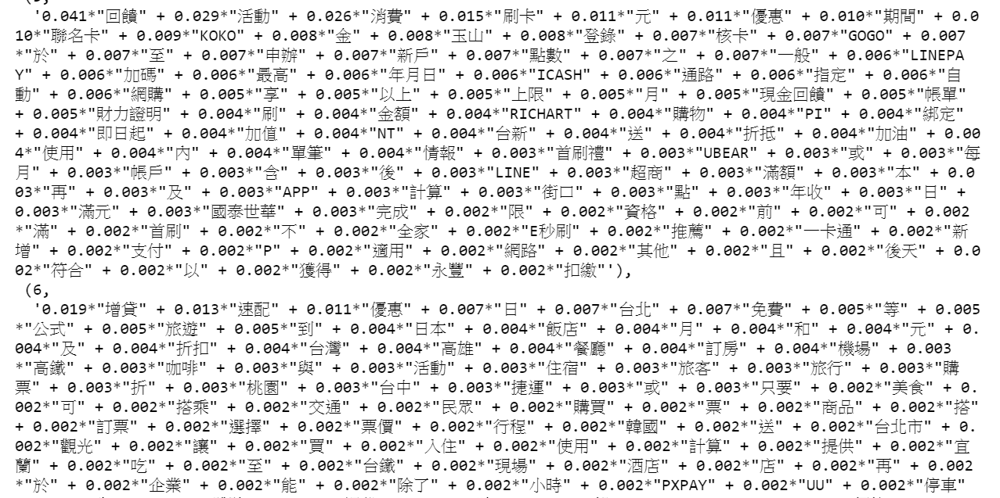 '0.041*"回饋" + 0.029*"活動" + 0.026*"消費" + 0.015*"刷卡" + 0.011*"元" + 0.011*"優惠" + 0.010*"期間" + 0.0
10*"聯名卡" + 0.009*"KOKO" + 0.008*"金" + 0.008*"玉山" + 0.008*"登錄" + 0.007*"核卡" + 0.007*"GOGO" + 0.007
*"於" + 0.007*"至" + 0.007*"申辦" + 0.007*"新戶" + 0.007*"點數" + 0.007*"之" + 0.007*"一般" + 0.006*"LINEPA
Y" + 0.006*"加碼" + 0.006*"最高" + 0.006*"年月日" + 0.006*"ICASH" + 0.006*"通路" + 0.006*"指定" + 0.006*"自
動" + 0.006*"網購" + 0.005*"享" + 0.005*"以上" + 0.005*"上限" + 0.005*"月" + 0.005*"現金回饋" + 0.005*"帳單"
+ 0.005*"財力證明" + 0.004*"刷" + 0.004*"金額" + 0.004*"RICHART" + 0.004*"購物" + 0.004*"PI" + 0.004*"綁定"
+ 0.004*"即日起" + 0.004*"加值" + 0.004*"NT" + 0.004*"台新" + 0.004*"送" + 0.004*"折抵" + 0.004*"加油" + 0.00
4*"使用" + 0.004*"內" + 0.004*"單筆" + 0.004*"情報" + 0.003*"首刷禮" + 0.003*"UBEAR" + 0.003*"或" + 0.003*"每
月" + 0.003*"帳戶" + 0.003*"含" + 0.003*"後" + 0.003*"LINE" + 0.003*"超商" + 0.003*"滿額" + 0.003*"本" + 0.0
03*"再" + 0.003*"及" + 0.003*"APP" + 0.003*"計算" + 0.003*"街口" + 0.003*"點" + 0.003*"年收" + 0.003*"日" +
0.003*"滿元" + 0.003*"國泰世華" + 0.003*"完成" + 0.002*"限" + 0.002*"資格" + 0.002*"前" + 0.002*"可" + 0.002
*"滿" + 0.002*"首刷" + 0.002*"不" + 0.002*"全家" + 0.002*"E秒刷" + 0.002*"推薦" + 0.002*"一卡通" + 0.002*"新
增" + 0.002*"支付" + 0.002*"P" + 0.002*"適用" + 0.002*"網路" + 0.002*"其他" + 0.002*"且" + 0.002*"後天" + 0.0
02*"符合" + 0.002*"以" + 0.002*"獲得" + 0.002*"永豐" + 0.002*"扣繳"'),
(6,
'0.019*"增貸" + 0.013*"速配" + 0.011*"優惠" + 0.007*"日" + 0.007*"台北" + 0.007*"免費" + 0.005*"等" + 0.005
*"公式" + 0.005*"旅遊" + 0.005*"到" + 0.004*"日本" + 0.004*"飯店" + 0.004*"月" + 0.004*"和" + 0.004*"元" + 0.
004*"及" + 0.004*"折扣" + 0.004*"台灣" + 0.004*"高雄" + 0.004*"餐廳" + 0.004*"訂房" + 0.004*"機場" + 0.003
*"高鐵" + 0.003*"咖啡" + 0.003*"與" + 0.003*"活動" + 0.003*"住宿" + 0.003*"旅客" + 0.003*"旅行" + 0.003*"購
票" + 0.003*"折" + 0.003*"桃園" + 0.003*"台中" + 0.003*"捷運" + 0.003*"或" + 0.003*"只要" + 0.002*"美食" + 0.
002*"可" + 0.002*"搭乘" + 0.002*"交通" + 0.002*"民眾" + 0.002*"購買" + 0.002*"票" + 0.002*"商品" + 0.002*"搭"
+ 0.002*"訂票" + 0.002*"選擇" + 0.002*"票價" + 0.002*"行程" + 0.002*"韓國" + 0.002*"送" + 0.002*"台北市" + 0.
002*"觀光" + 0.002*"讓" + 0.002*"買" + 0.002*"入住" + 0.002*"使用" + 0.002*"計算" + 0.002*"提供" + 0.002*"宜
蘭" + 0.002*"吃" + 0.002*"至" + 0.002*"台鐵" + 0.002*"現場" + 0.002*"酒店" + 0.002*"店" + 0.002*"再" + 0.002
*"於" + 0.002*"企業" + 0.002*"能" + 0.002*"除了" + 0.002*"小時" + 0.002*"PXPAY" + 0.002*"UU" + 0.002*"停車"